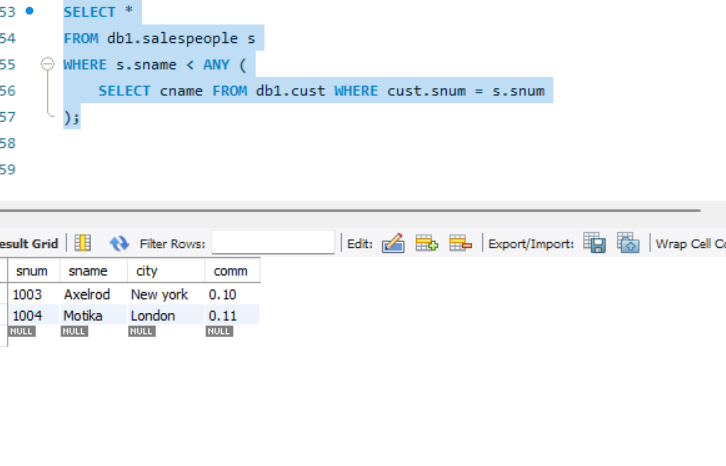 53 SELECT *
54 FROM db1.salespeople s
55 WHERE s.sname < ANY (
56 SELECT cname FROM db1.cust WHERE cust.snum = s.snum
57 );
58
59
esult Grid Filter Rows: Edit: Export/Import: Wrap Cell Co
snum sname city comm
1003 Axelrod New york 0.10
1004 Motika London 0.11
NULL NULL NULL NULL